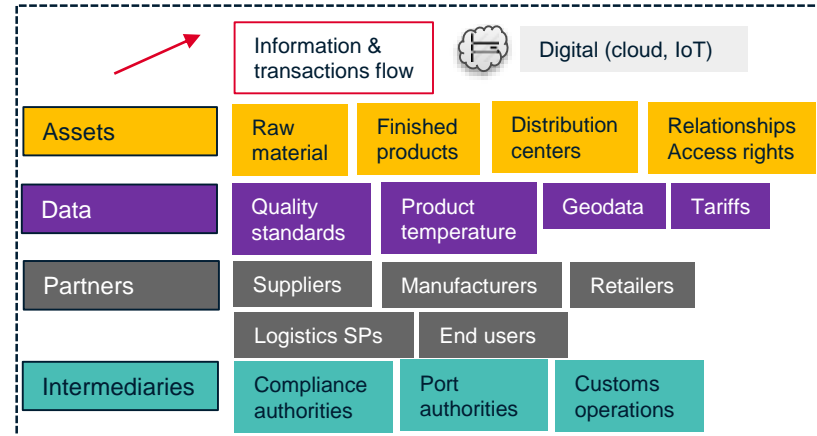 Information &
transactions flow
Digital (cloud, IoT)
Assets
Raw
material
Finished
products
Distribution
centers
Relationships
Access rights
Data
Quality
standards
Product
temperature
Geodata
Tariffs
Partners
Suppliers
Manufacturers
Retailers
Logistics SPs
End users
Intermediaries
Compliance
authorities
Port
authorities
Customs
operations